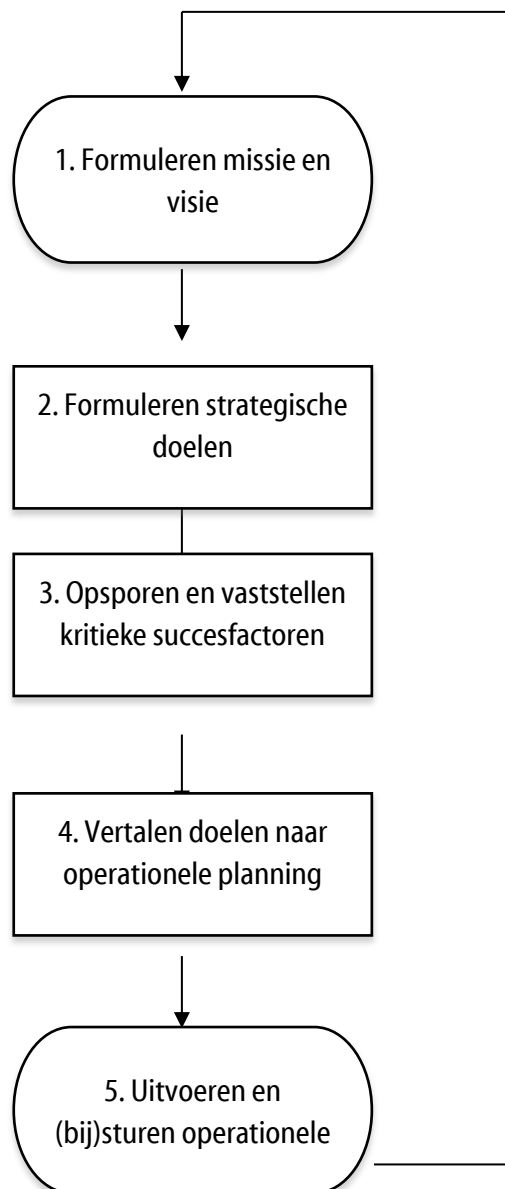 1. Formuleren missie en
visie
2. Formuleren strategische
doelen
3. Opsporen en vaststellen
kritieke succesfactoren
4. Vertalen doelen naar
operationele planning
5. Uitvoeren en
(bij)sturen operationele